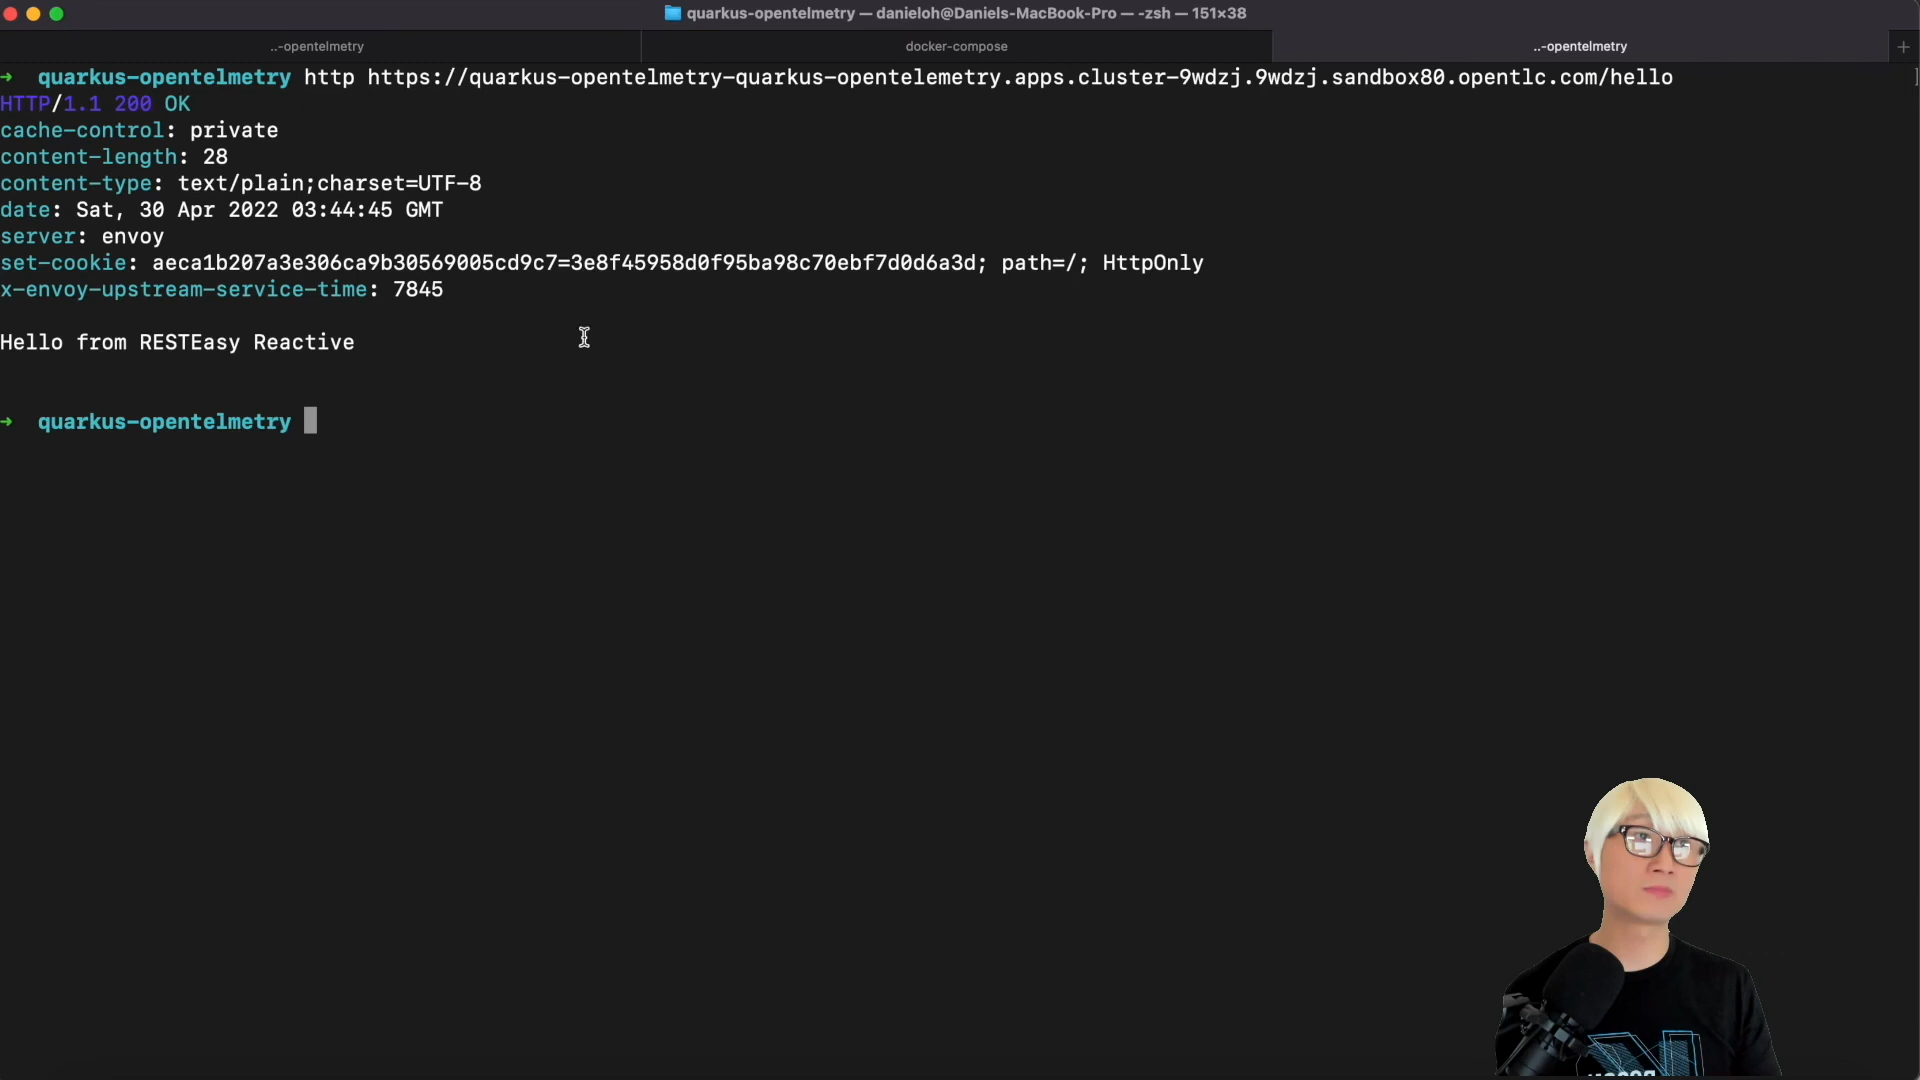 quarkus-opentelmetry — danieloh@Daniels-MacBook-Pro — -zsh — 151×38
..-opentelmetry docker-compose ..-opentelmetry +
➜ quarkus-opentelmetry http https://quarkus-opentelmetry-quarkus-opentelemetry.apps.cluster-9wdzj.9wdzj.sandbox80.opentlc.com/hello
HTTP/1.1 200 OK
cache-control: private
content-length: 28
content-type: text/plain;charset=UTF-8
date: Sat, 30 Apr 2022 03:44:45 GMT
server: envoy
set-cookie: aeca1b207a3e306ca9b30569005cd9c7=3e8f45958d0f95ba98c70ebf7d0d6a3d; path=/; HttpOnly
x-envoy-upstream-service-time: 7845
Hello from RESTEasy Reactive
➜ quarkus-opentelmetry